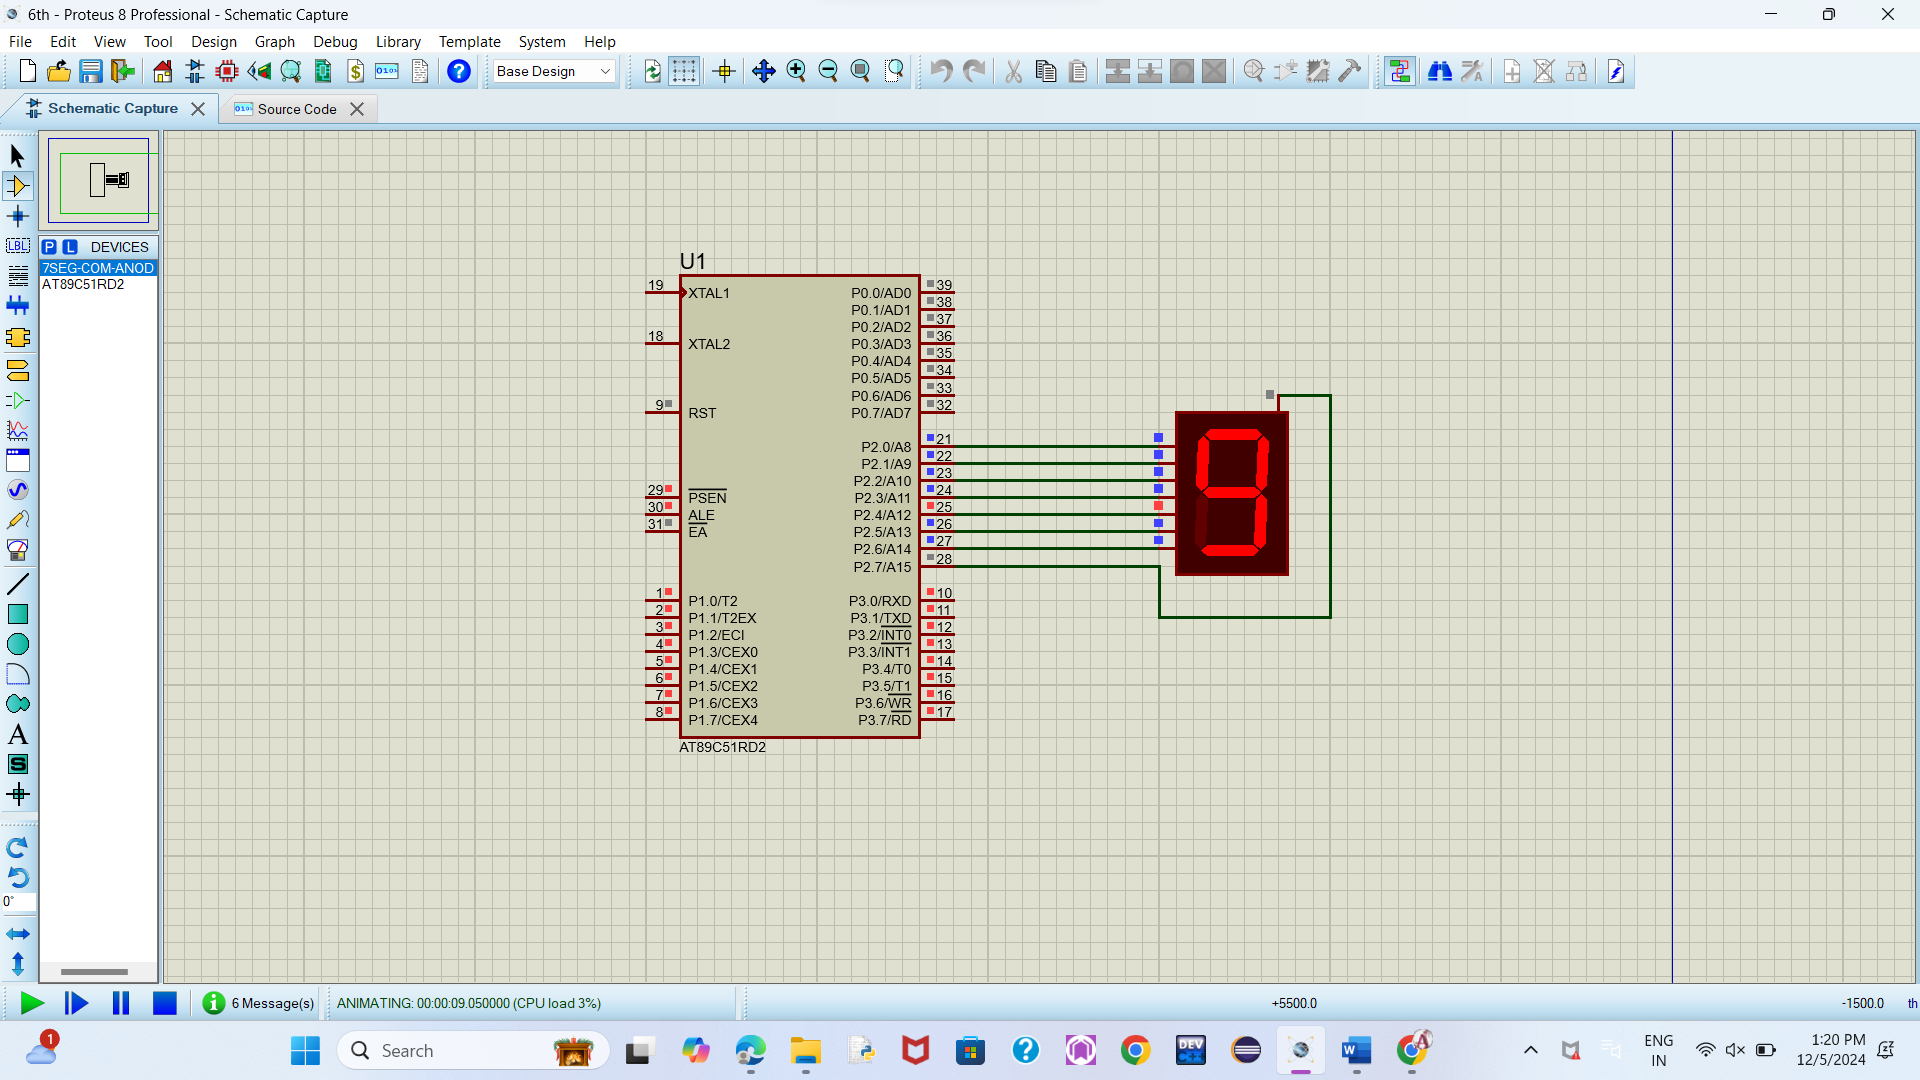 6th - Proteus 8 Professional - Schematic Capture
File Edit View Tool Design Graph Debug Library Template System Help
Base Design
Schematic Capture Source Code
P L DEVICES
7SEG-COM-ANOD
AT89C51RD2
LBL
A
S
0°
U1
19 XTAL1
18 XTAL2
9 RST
29 PSEN
30 ALE
31 EA
1 P1.0/T2
2 P1.1/T2EX
3 P1.2/ECI
4 P1.3/CEX0
5 P1.4/CEX1
6 P1.5/CEX2
7 P1.6/CEX3
8 P1.7/CEX4
P0.0/AD0 39
P0.1/AD1 38
P0.2/AD2 37
P0.3/AD3 36
P0.4/AD4 35
P0.5/AD5 34
P0.6/AD6 33
P0.7/AD7 32
P2.0/A8 21
P2.1/A9 22
P2.2/A10 23
P2.3/A11 24
P2.4/A12 25
P2.5/A13 26
P2.6/A14 27
P2.7/A15 28
P3.0/RXD 10
P3.1/TXD 11
P3.2/INT0 12
P3.3/INT1 13
P3.4/T0 14
P3.5/T1 15
P3.6/WR 16
P3.7/RD 17
AT89C51RD2
9
6 Message(s) ANIMATING: 00:00:09.050000 (CPU load 3%) +5500.0 -1500.0 th
1 Search DEV C++ W A ENG IN 1:20 PM 12/5/2024